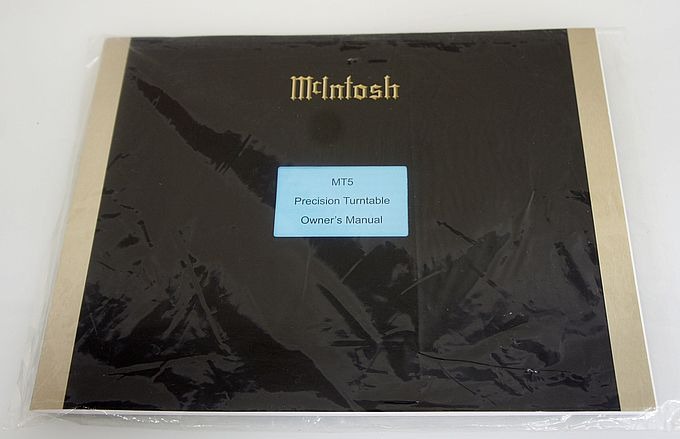 McIntosh
MT5
Precision Turntable
Owner's Manual